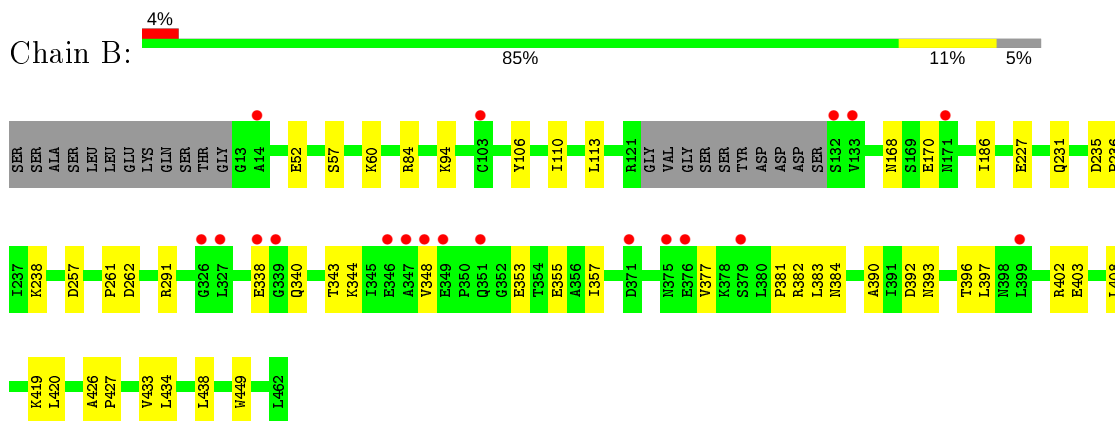 4%
Chain B:
85% 11% 5%
SER SER ALA SER LEU LEU GLU LYS GLN SER THR GLY G13 A14 E52 S57 K60 R84 K94 C103 Y106 I110 L113 R121 GLY VAL GLY SER SER TYR ASP ASP ASP SER S132 V133 N168 S169 E170 N171 I186 E227 Q231 D235
I237 K238 D257 P261 D262 R291 G326 L327 E338 G339 Q340 T343 K344 I345 E346 A347 V348 E349 P350 Q351 G352 E353 T354 E355 A356 I357 D371 N375 E376 V377 K378 S379 L380 P381 R382 L383 N384 A390 I391 D392 N393 T396 L397 N398 L399 R402 E403 L408
K419 L420 A426 P427 V433 L434 L438 W449 L462